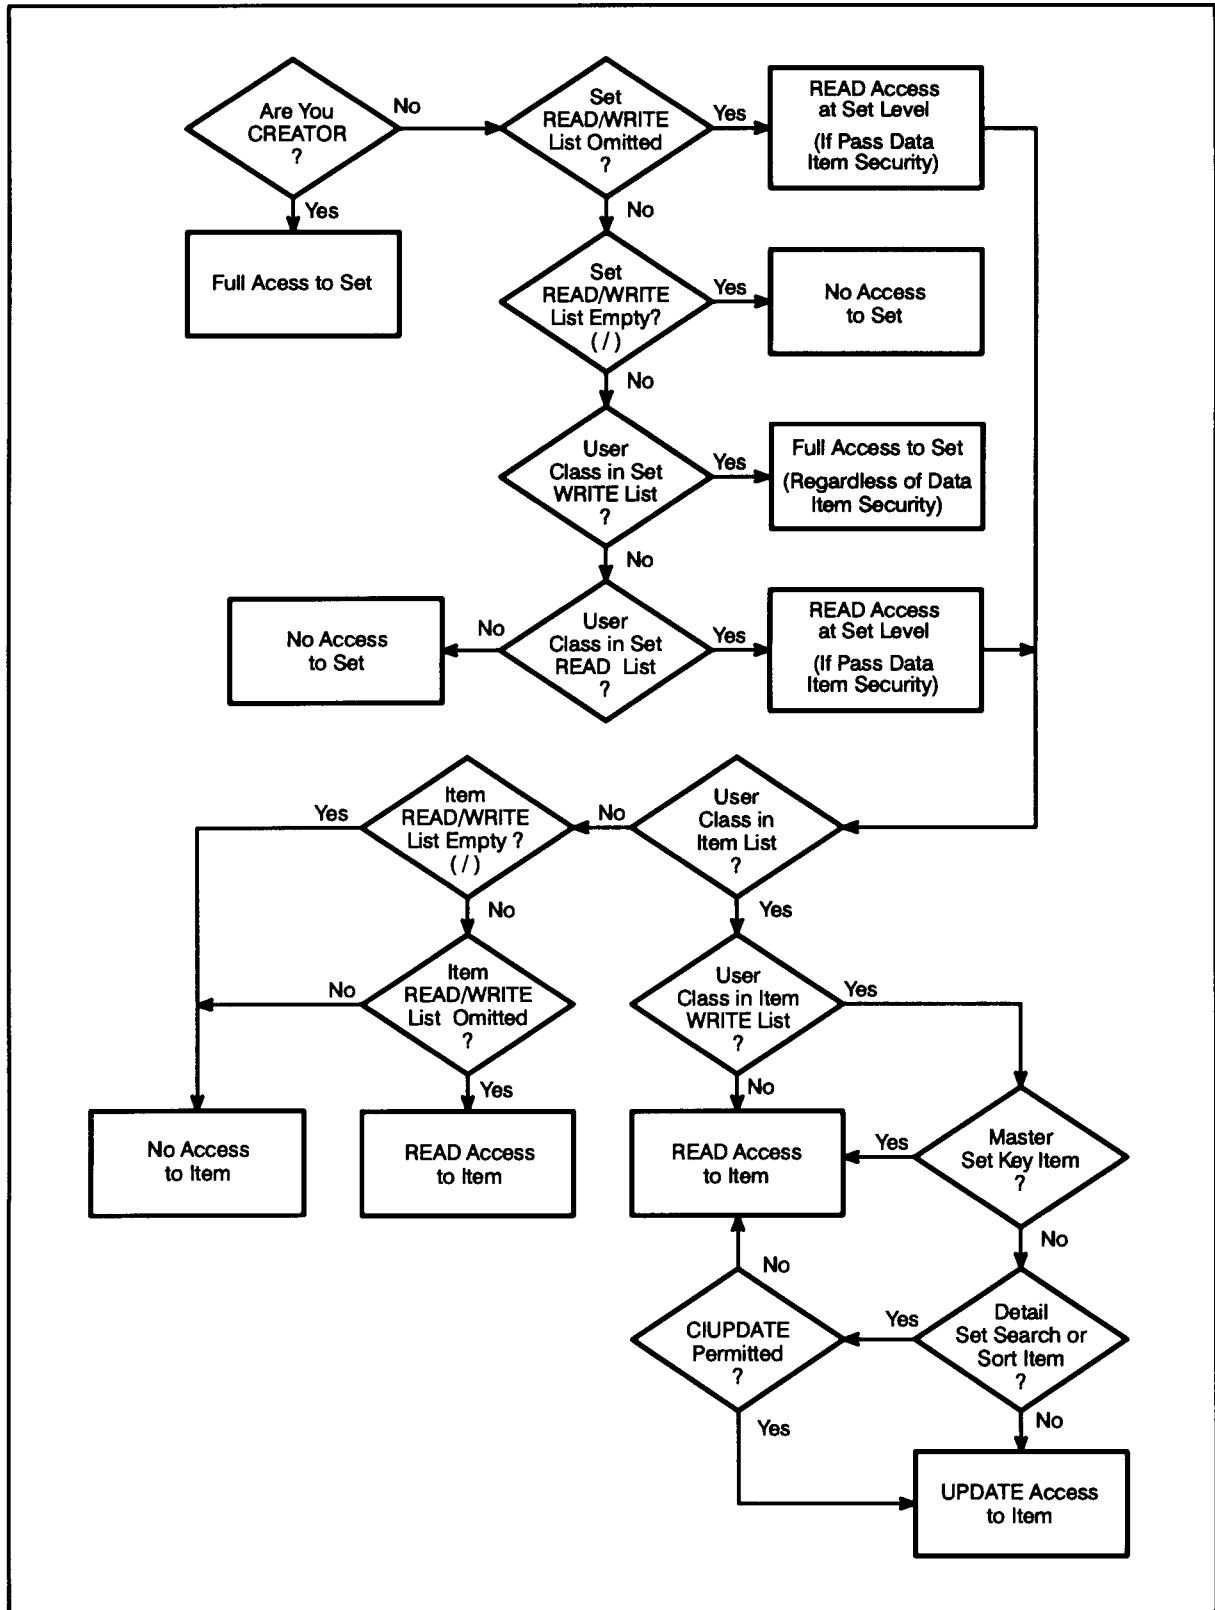 Are You
CREATOR
?
No
Yes
Full Acess to Set
Set
READ/WRITE
List Omitted
?
Yes
No
READ Access
at Set Level
(If Pass Data
Item Security)
Set
READ/WRITE
List Empty?
( / )
Yes
No
No Access
to Set
User
Class in Set
WRITE List
?
Yes
No
Full Access to Set
(Regardless of Data
Item Security)
User
Class in Set
READ List
?
No
Yes
No Access
to Set
READ Access
at Set Level
(If Pass Data
Item Security)
User
Class in
Item List
?
No
Yes
Item
READ/WRITE
List Empty ?
( / )
Yes
No
Item
READ/WRITE
List Omitted
?
No
Yes
No Access
to Item
READ Access
to Item
User
Class in Item
WRITE List
?
Yes
No
READ Access
to Item
Master
Set Key Item
?
Yes
No
Detail
Set Search or
Sort Item
?
Yes
No
CIUPDATE
Permitted
?
No
Yes
UPDATE Access
to Item